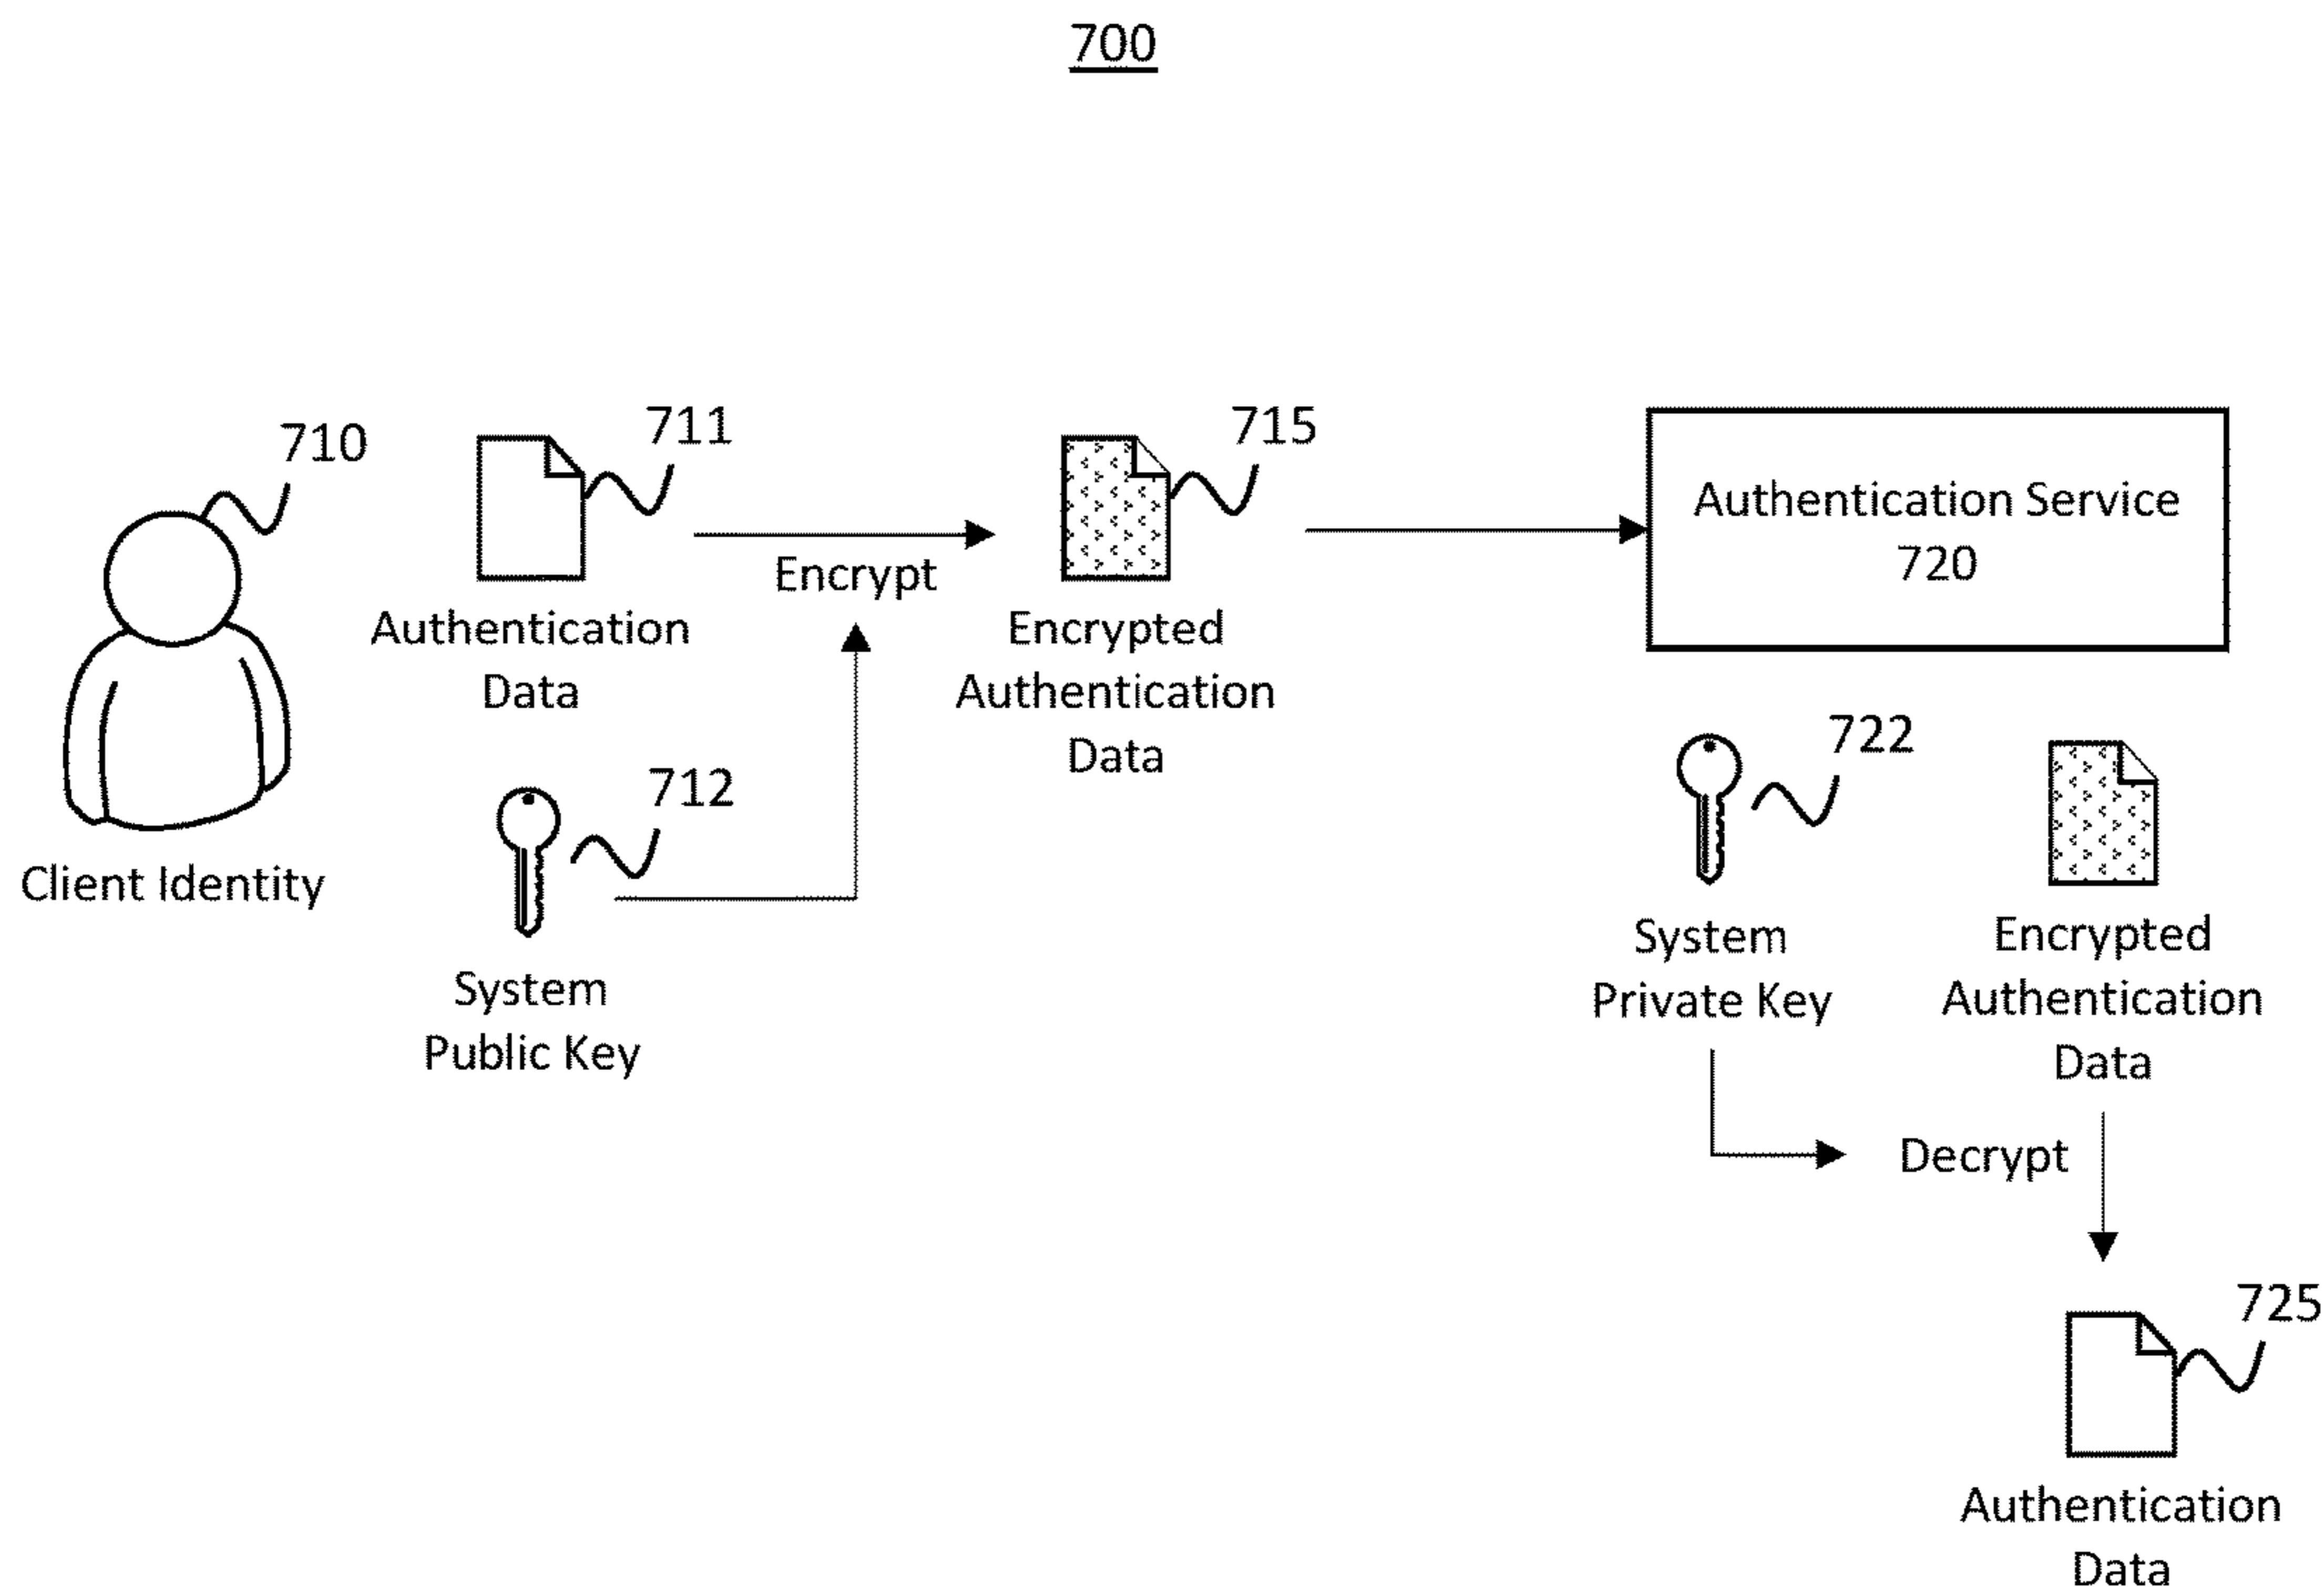 700
710
711
715
Authentication Service
720
Encrypt
Authentication
Data
Encrypted
Authentication
Data
Client Identity
712
System
Public Key
722
System
Private Key
Encrypted
Authentication
Data
Decrypt
725
Authentication
Data